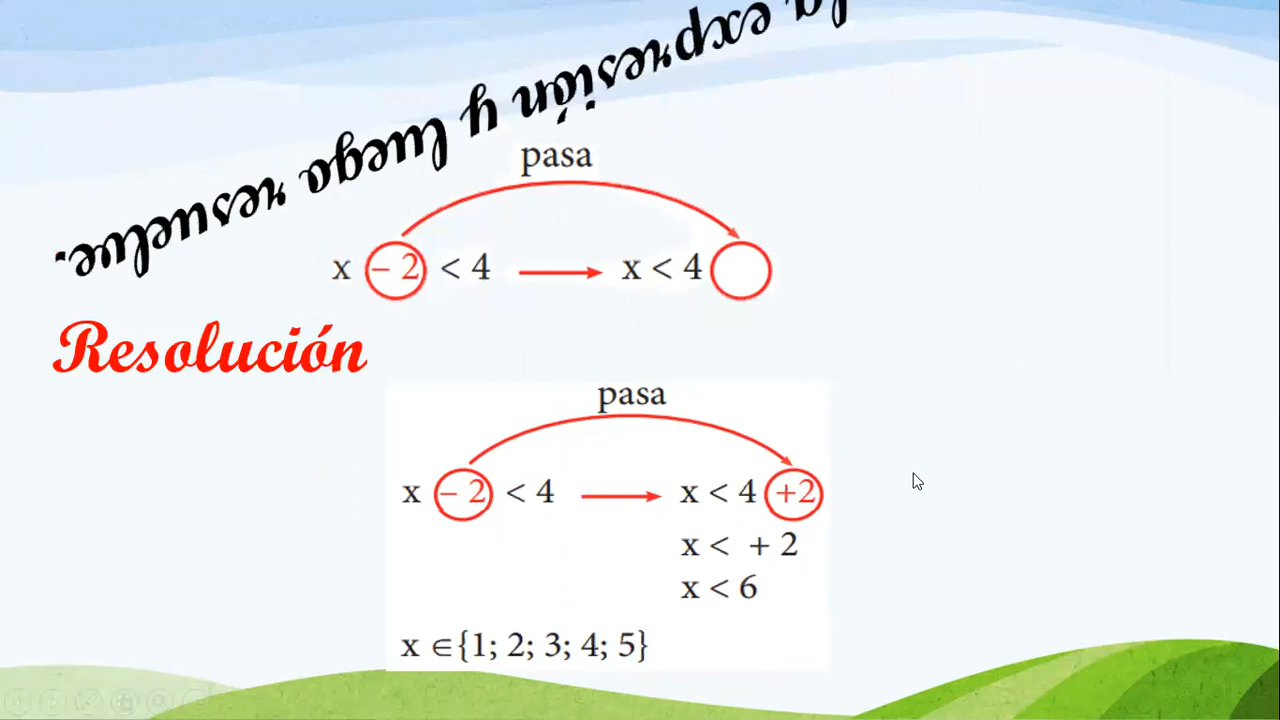 la expresión y luego resuelve.
pasa
x – 2 < 4 x < 4
Resolución
pasa
x – 2 < 4 x < 4 +2
x < + 2
x < 6
x ∈{1; 2; 3; 4; 5}